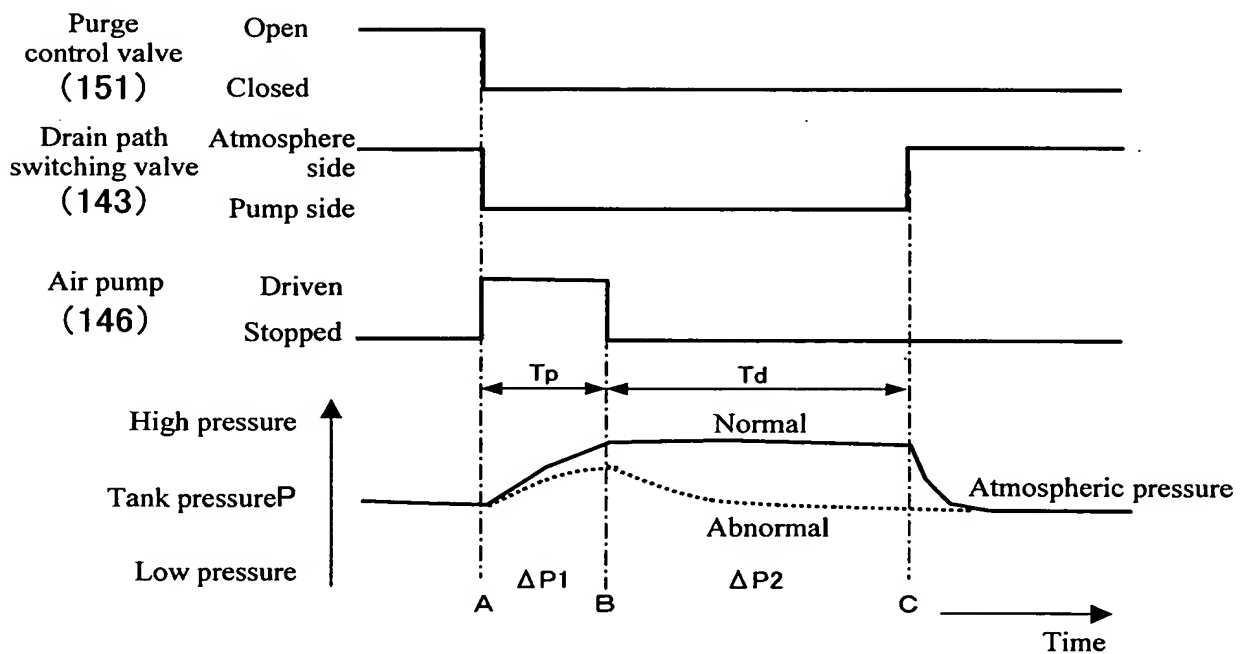 Purge
control valve
(151)
Open
Closed
Drain path
switching valve
(143)
Atmosphere
side
Pump side
Air pump
(146)
Driven
Stopped
Tp
Td
High pressure
Normal
Tank pressureP
Atmospheric pressure
Abnormal
Low pressure
ΔP1
ΔP2
A
B
C
Time